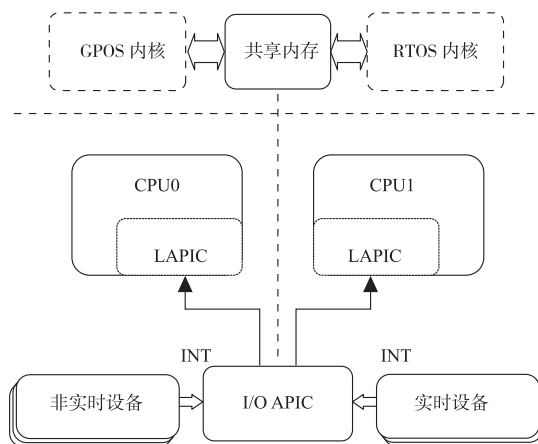 GPOS 内核
共享内存
RTOS 内核
CPU0
CPU1
LAPIC
LAPIC
INT
INT
非实时设备
I/O APIC
实时设备